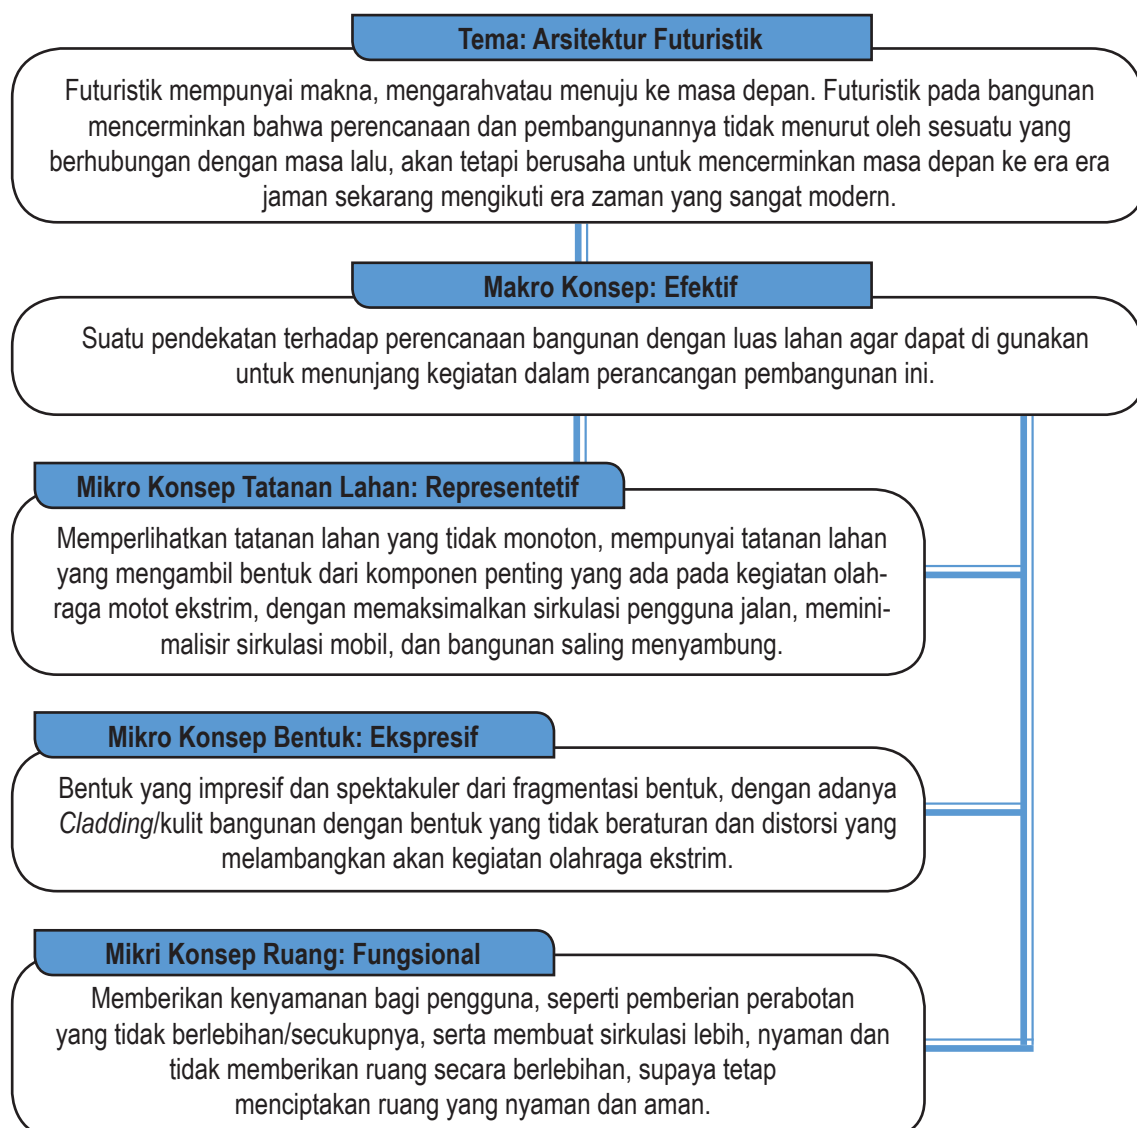 Tema: Arsitektur Futuristik
Futuristik mempunyai makna, mengarahvatau menuju ke masa depan. Futuristik pada bangunan
mencerminkan bahwa perencanaan dan pembangunannya tidak menurut oleh sesuatu yang
berhubungan dengan masa lalu, akan tetapi berusaha untuk mencerminkan masa depan ke era era
jaman sekarang mengikuti era zaman yang sangat modern.
Makro Konsep: Efektif
Suatu pendekatan terhadap perencanaan bangunan dengan luas lahan agar dapat di gunakan
untuk menunjang kegiatan dalam perancangan pembangunan ini.
Mikro Konsep Tatanan Lahan: Representetif
Memperlihatkan tatanan lahan yang tidak monoton, mempunyai tatanan lahan
yang mengambil bentuk dari komponen penting yang ada pada kegiatan olah-
raga motot ekstrim, dengan memaksimalkan sirkulasi pengguna jalan, memini-
malisir sirkulasi mobil, dan bangunan saling menyambung.
Mikro Konsep Bentuk: Ekspresif
Bentuk yang impresif dan spektakuler dari fragmentasi bentuk, dengan adanya
Cladding/kulit bangunan dengan bentuk yang tidak beraturan dan distorsi yang
melambangkan akan kegiatan olahraga ekstrim.
Mikri Konsep Ruang: Fungsional
Memberikan kenyamanan bagi pengguna, seperti pemberian perabotan
yang tidak berlebihan/secukupnya, serta membuat sirkulasi lebih, nyaman dan
tidak memberikan ruang secara berlebihan, supaya tetap
menciptakan ruang yang nyaman dan aman.